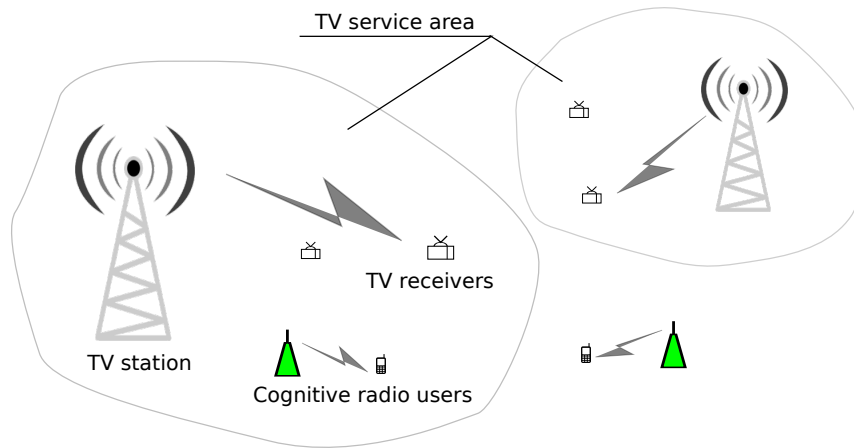 TV service area
TV receivers
TV station
Cognitive radio users